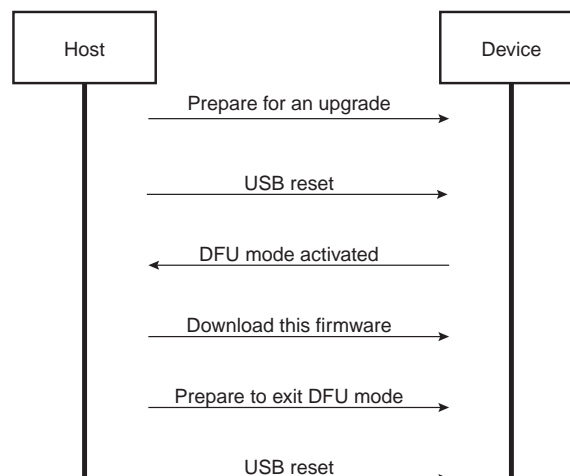 Host
Device
Prepare for an upgrade
USB reset
DFU mode activated
Download this firmware
Prepare to exit DFU mode
USB reset